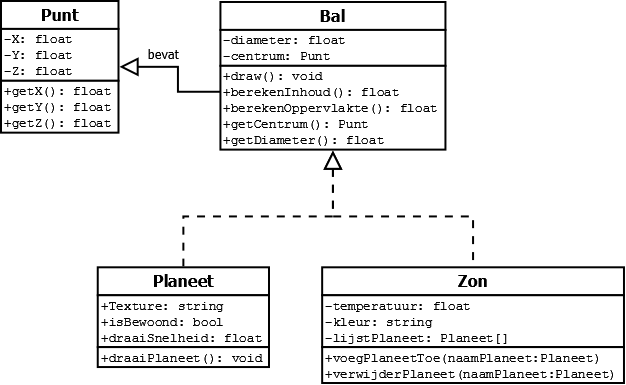 Punt
-X: float
-Y: float
-Z: float
+getX(): float
+getY(): float
+getZ(): float
bevat
Bal
-diameter: float
-centrum: Punt
+draw(): void
+berekenInhoud(): float
+berekenOppervlakte(): float
+getCentrum(): Punt
+getDiameter(): float
Planeet
+Texture: string
+isBewoond: bool
+draaiSnelheid: float
+draaiPlaneet(): void
Zon
-temperatuur: float
-kleur: string
-lijstPlaneet: Planeet[]
+voegPlaneetToe(naamPlaneet:Planeet)
+verwijderPlaneet(naamPlaneet:Planeet)